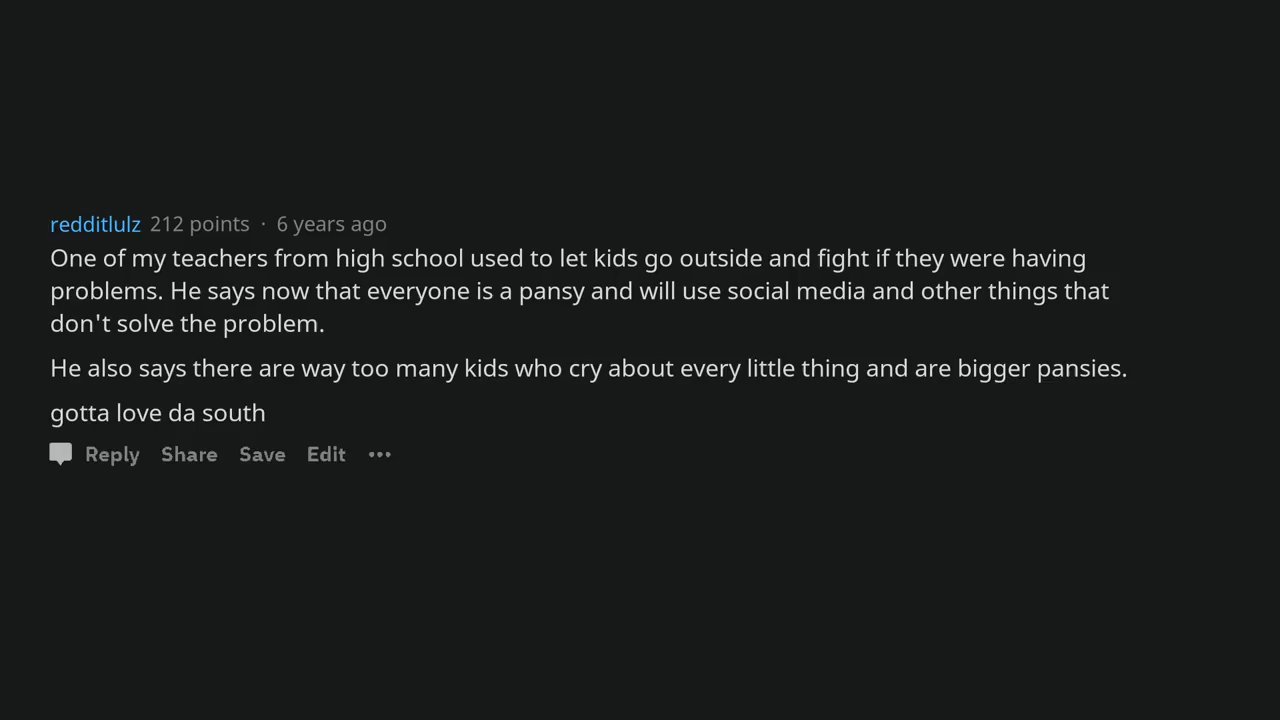 redditlulz 212 points · 6 years ago
One of my teachers from high school used to let kids go outside and fight if they were having
problems. He says now that everyone is a pansy and will use social media and other things that
don't solve the problem.
He also says there are way too many kids who cry about every little thing and are bigger pansies.
gotta love da south
Reply Share Save Edit •••